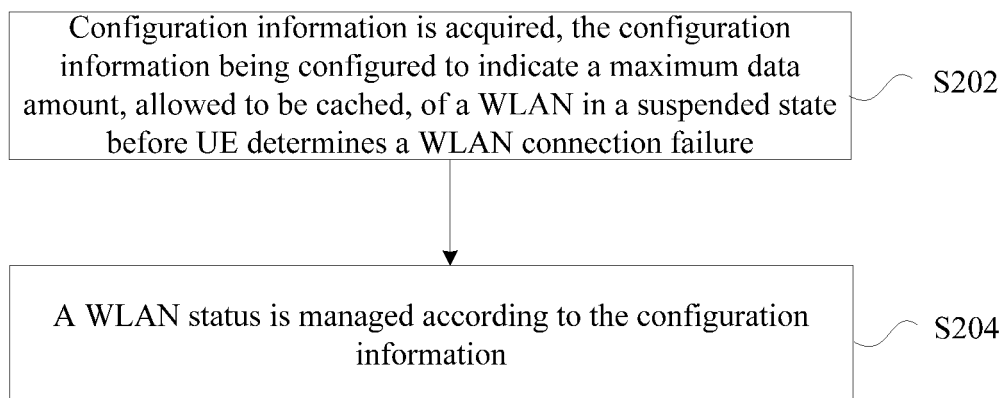 Configuration information is acquired, the configuration
information being configured to indicate a maximum data
amount, allowed to be cached, of a WLAN in a suspended state
before UE determines a WLAN connection failure
S202
A WLAN status is managed according to the configuration
information
S204